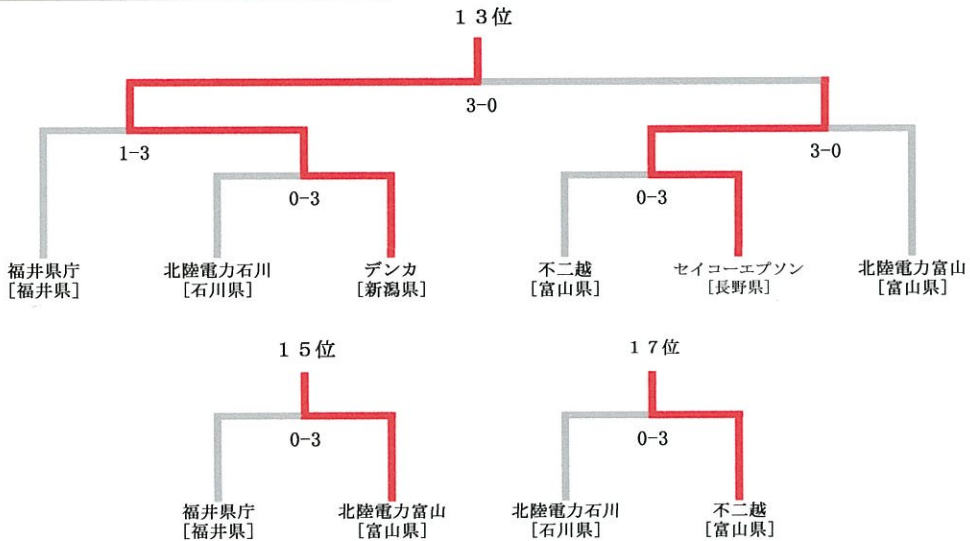 １３位
3-0
1-3
3-0
0-3
0-3
福井県庁
[福井県]
北陸電力石川
[石川県]
デンカ
[新潟県]
不二越
[富山県]
セイコーエプソン
[長野県]
北陸電力富山
[富山県]
１５位
１７位
0-3
0-3
福井県庁
[福井県]
北陸電力富山
[富山県]
北陸電力石川
[石川県]
不二越
[富山県]